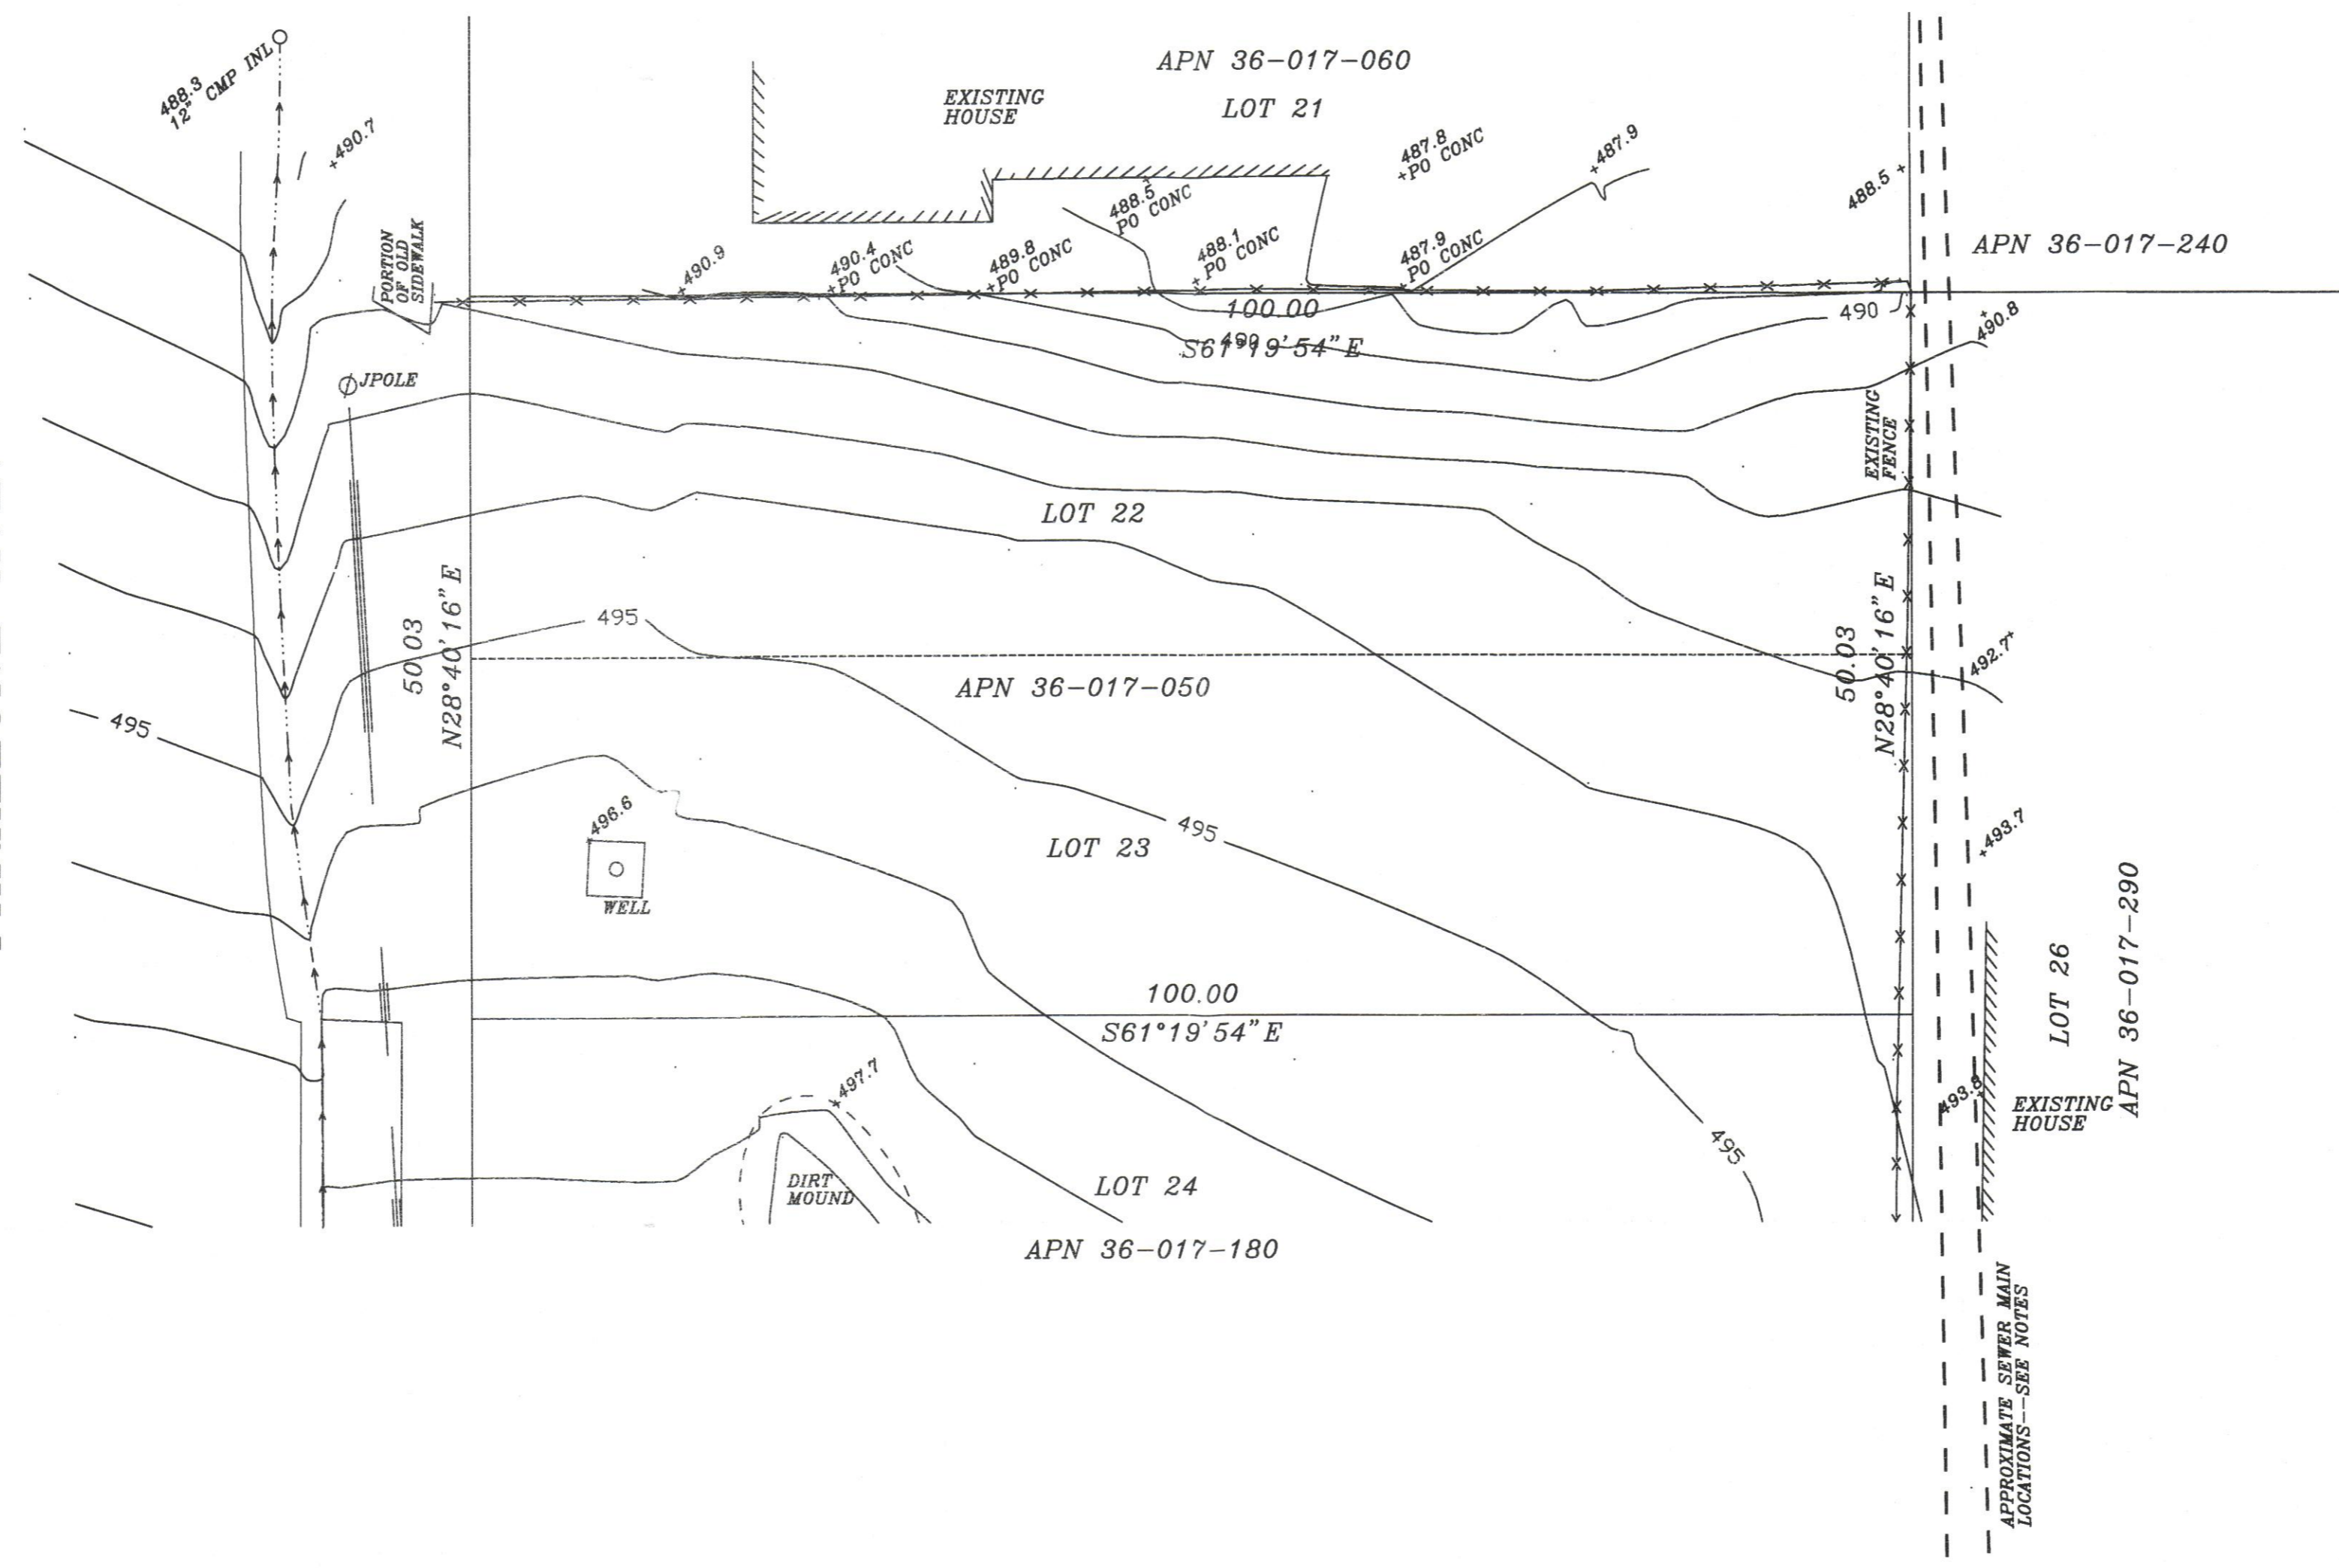 488.3
12" CMP INL
+490.7
EXISTING
HOUSE
APN 36-017-060
LOT 21
PORTION
OF OLD
SIDEWALK
+490.9
490.4
+PO CONC
489.8
+PO CONC
488.5
PO CONC
488.1
+PO CONC
487.8
+PO CONC
487.9
+PO CONC
+487.9
488.5 +
APN 36-017-240
100.00
490
S61°19'54"E
490
+490.8
JPOLE
EXISTING
FENCE
LOT 22
50.03
N28°40'16"E
495
APN 36-017-050
50.03
N28°40'16"E
492.7+
495
+496.6
WELL
LOT 23
495
+493.7
LOT 26
APN 36-017-290
100.00
S61°19'54"E
+497.7
DIRT
MOUND
LOT 24
495
493.8
EXISTING
HOUSE
APN 36-017-180
APPROXIMATE SEWER MAIN
LOCATIONS--SEE NOTES